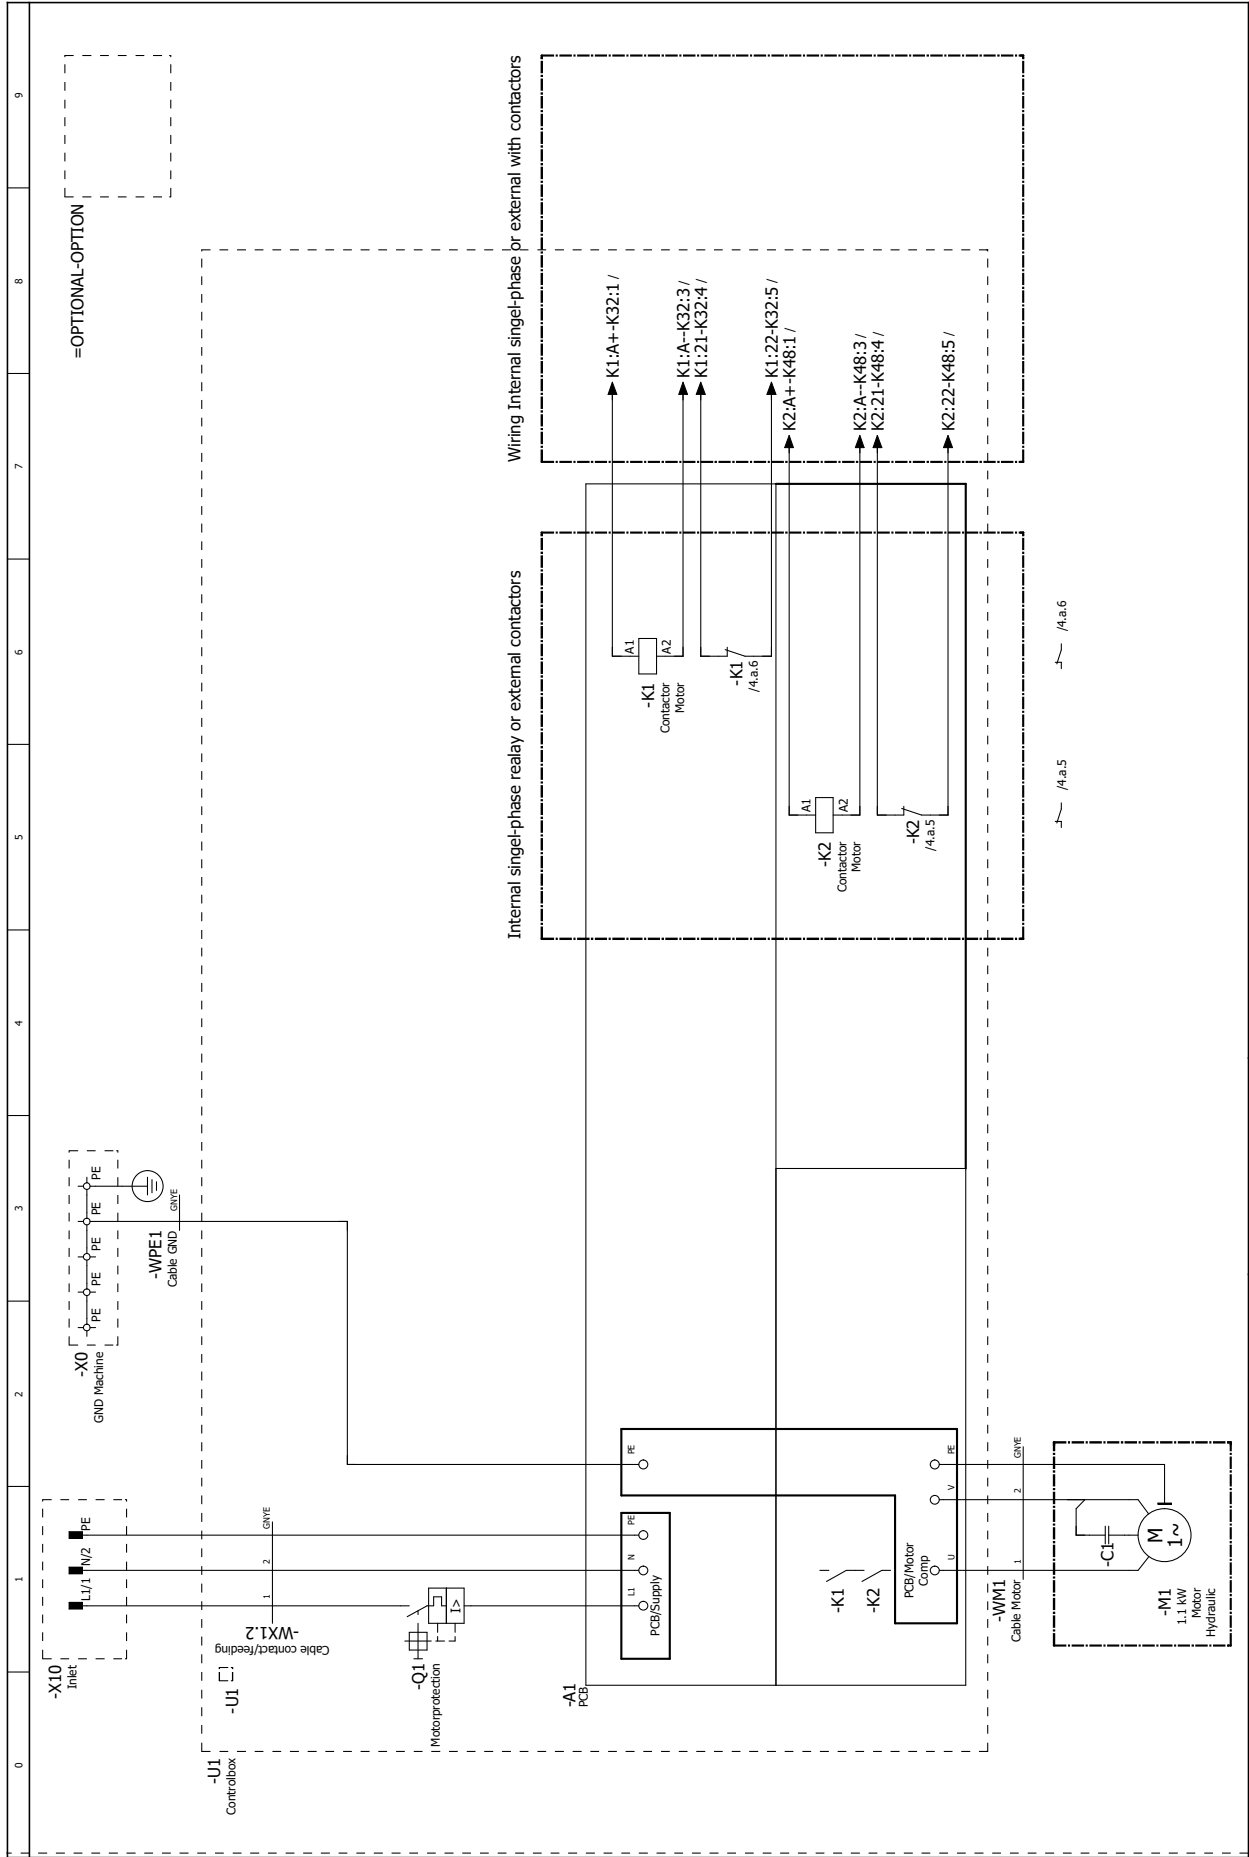 0
1
2
3
4
5
6
7
8
9
=OPTIONAL-OPTION
-X10
Inlet
L1/1
N/2
PE
-X0
GND Machine
PE
PE
PE
PE
PE
-WPE1
Cable GND
GNYE
-U1
Controlbox
-U1
-WX1.2
Cable contact/feeding
1
2
GNYE
-Q1
Motorprotection
I>
-A1
PCB
L1
N
PE
PCB/Supply
PE
-K1
-K2
PCB/Motor
Comp
U
V
PE
-WM1
Cable Motor
1
2
GNYE
-M1
1.1 kW
Motor
Hydraulic
-C1
M
1~
Internal singel-phase realay or external contactors
-K1
Contactor
Motor
A1
A2
-K1
/4.a.6
-K2
Contactor
Motor
A1
A2
-K2
/4.a.5
/4.a.5
/4.a.6
Wiring Internal singel-phase or external with contactors
K1:A+-K32:1 /
K1:A--K32:3 /
K1:21-K32:4 /
K1:22-K32:5 /
K2:A+-K48:1 /
K2:A--K48:3 /
K2:21-K48:4 /
K2:22-K48:5 /